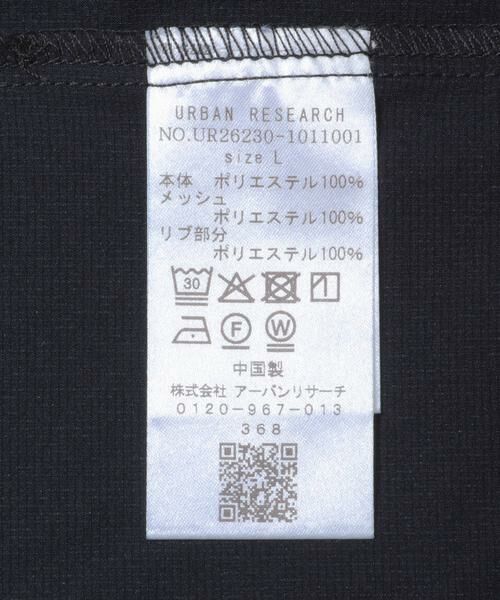 URBAN RESEARCH
NO.UR26230-1011001
size L
本体 ポリエステル100%
メッシュ
ポリエステル100%
リブ部分
ポリエステル100%
30
F W
中国製
株式会社 アーバンリサーチ
0120-967-013
368